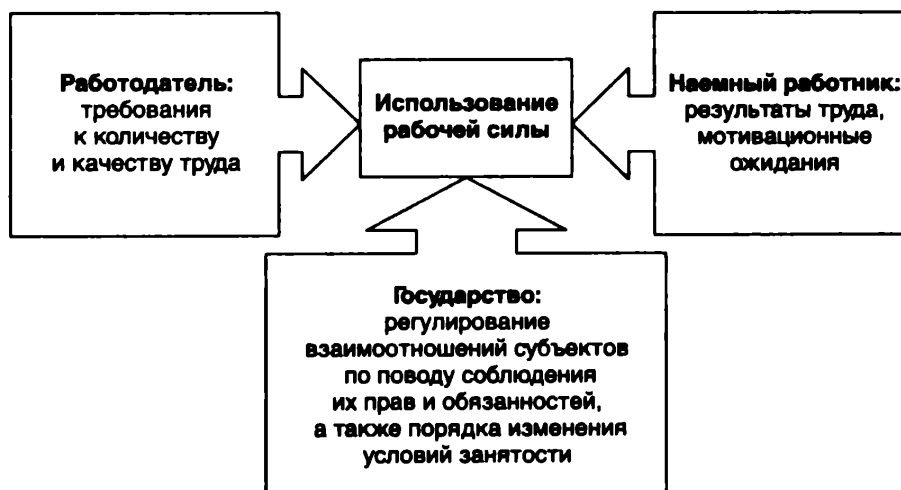 Работодатель:
требования
к количеству
и качеству труда
Использование
рабочей силы
Наемный работник:
результаты труда,
мотивационные
ожидания
Государство:
регулирование
взаимоотношений субъектов
по поводу соблюдения
их прав и обязанностей,
а также порядка изменения
условий занятости